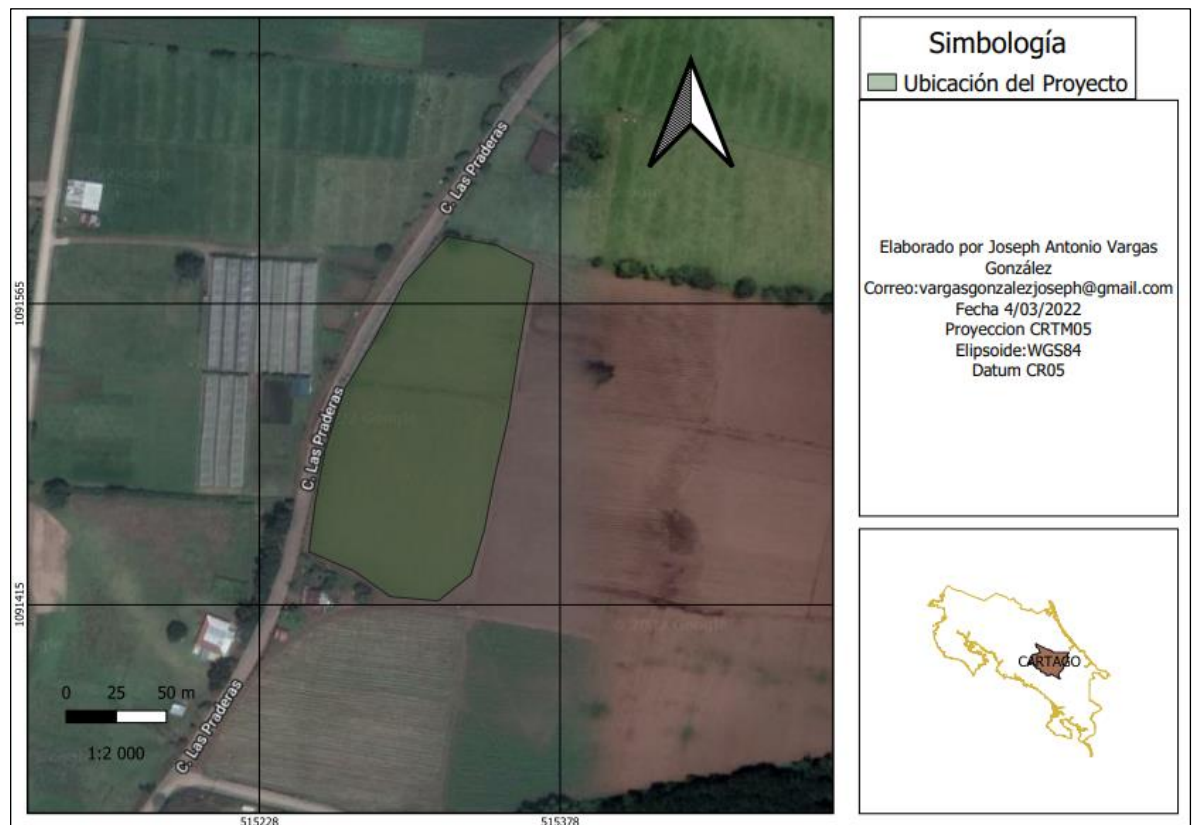 Simbología
Ubicación del Proyecto
Elaborado por Joseph Antonio Vargas
González
Correo:vargasgonzalezjoseph@gmail.com
Fecha 4/03/2022
Proyeccion CRTM05
Elipsoide:WGS84
Datum CR05
CARTAGO
C. Las Praderas
C. Las Praderas
C. Las Praderas
1091565
1091415
0 25 50 m
1:2 000
515228
515378